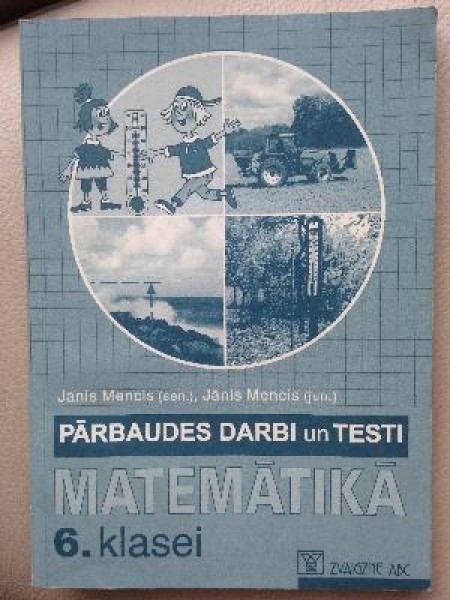 Jānis Mencis (sen.), Jānis Mencis (jun.)
PĀRBAUDES DARBI un TESTI
MATEMĀTIKĀ
6. klasei
ZVAIGZNE ABC